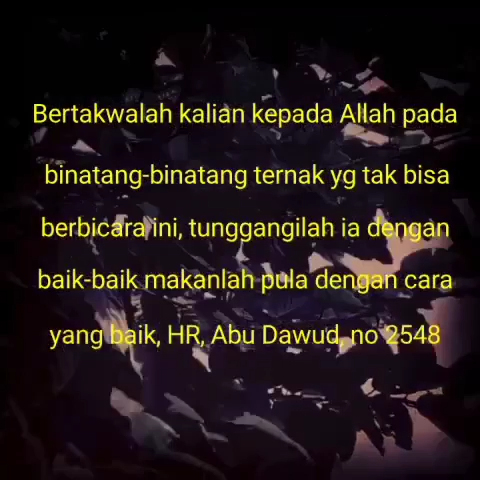 Bertakwalah kalian kepada Allah pada
binatang-binatang ternak yg tak bisa
berbicara ini, tunggangilah ia dengan
baik-baik makanlah pula dengan cara
yang baik, HR, Abu Dawud, no 2548